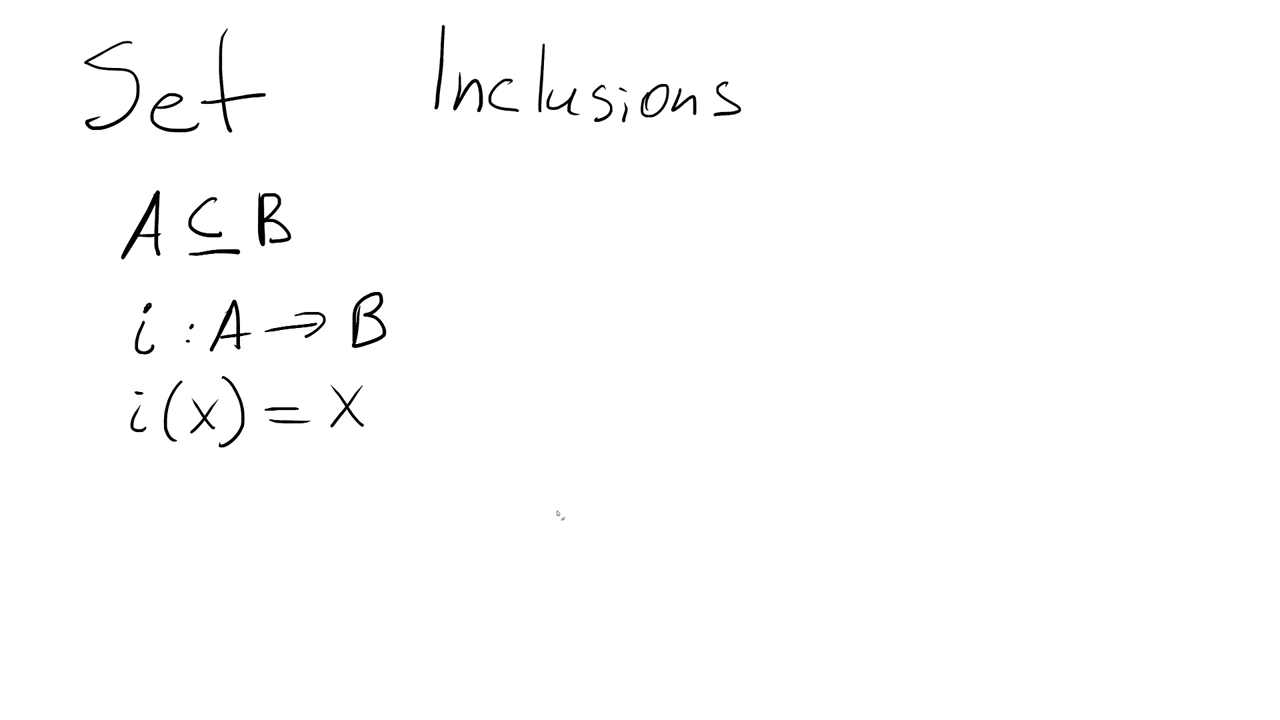 Set Inclusions
A ⊆ B
i : A → B
i(x) = x